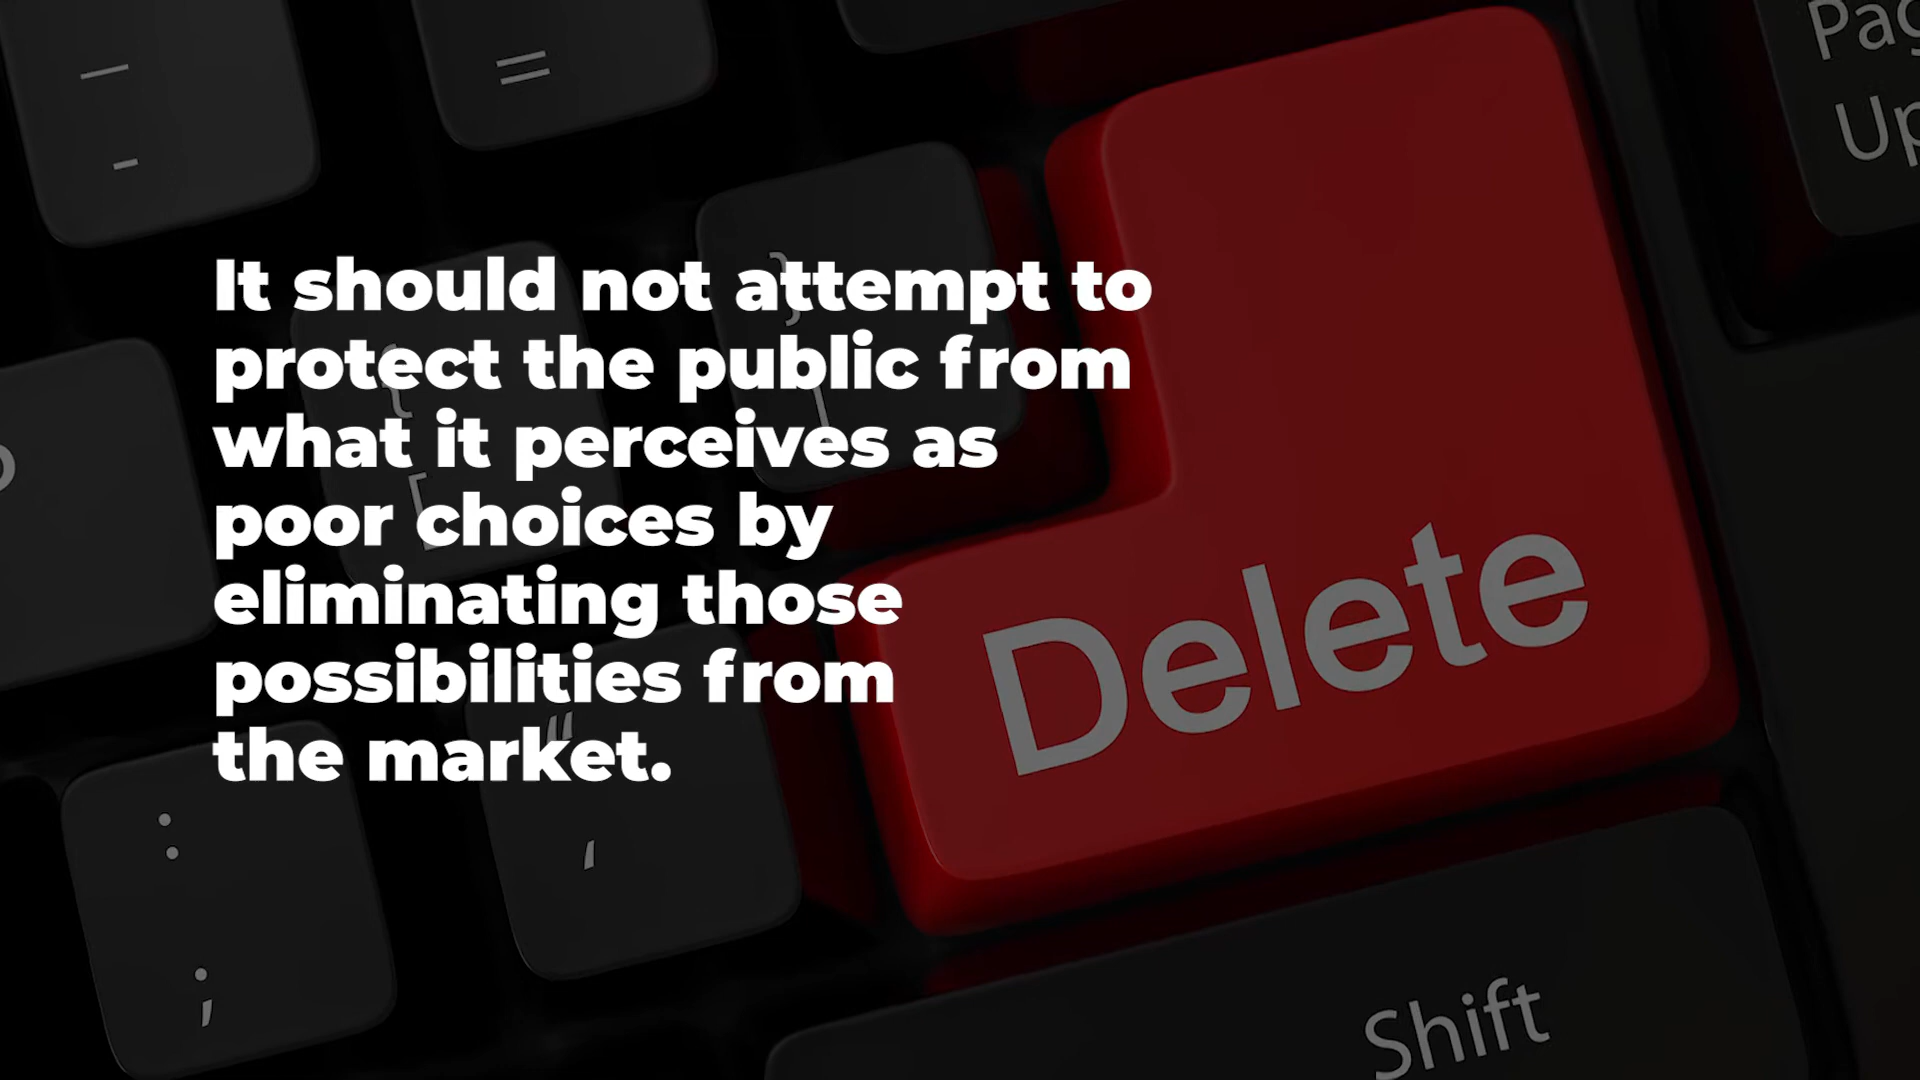 It should not attempt to
protect the public from
what it perceives as
poor choices by
eliminating those
possibilities from
the market.
Delete
Shift
Up
=
-
{
[
}
:
;
"
'